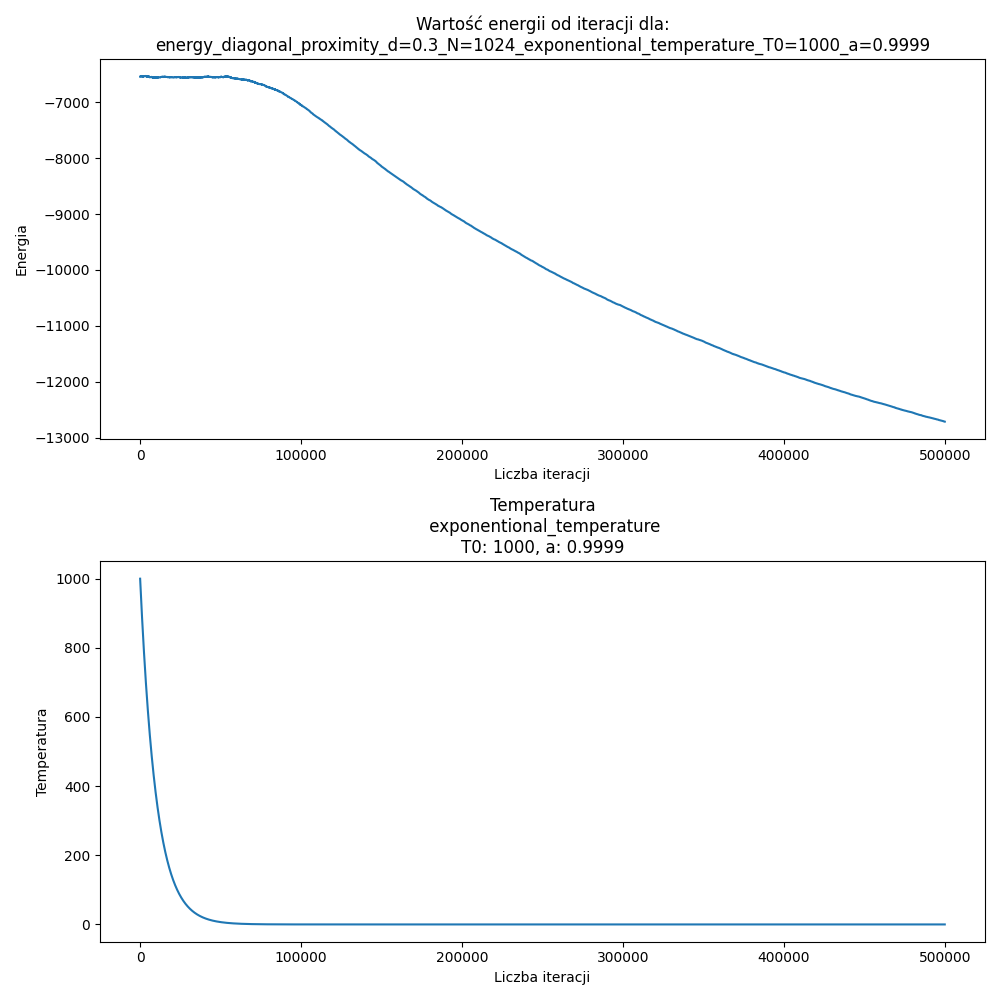 Wartość energii od iteracji dla:
energy_diagonal_proximity_d=0.3_N=1024_exponentional_temperature_T0=1000_a=0.9999
−7000
−8000
−9000
−10000
−11000
−12000
−13000
Energia
0 100000 200000 300000 400000 500000
Liczba iteracji
Temperatura
exponentional_temperature
T0: 1000, a: 0.9999
1000
800
600
400
200
0
Temperatura
0 100000 200000 300000 400000 500000
Liczba iteracji